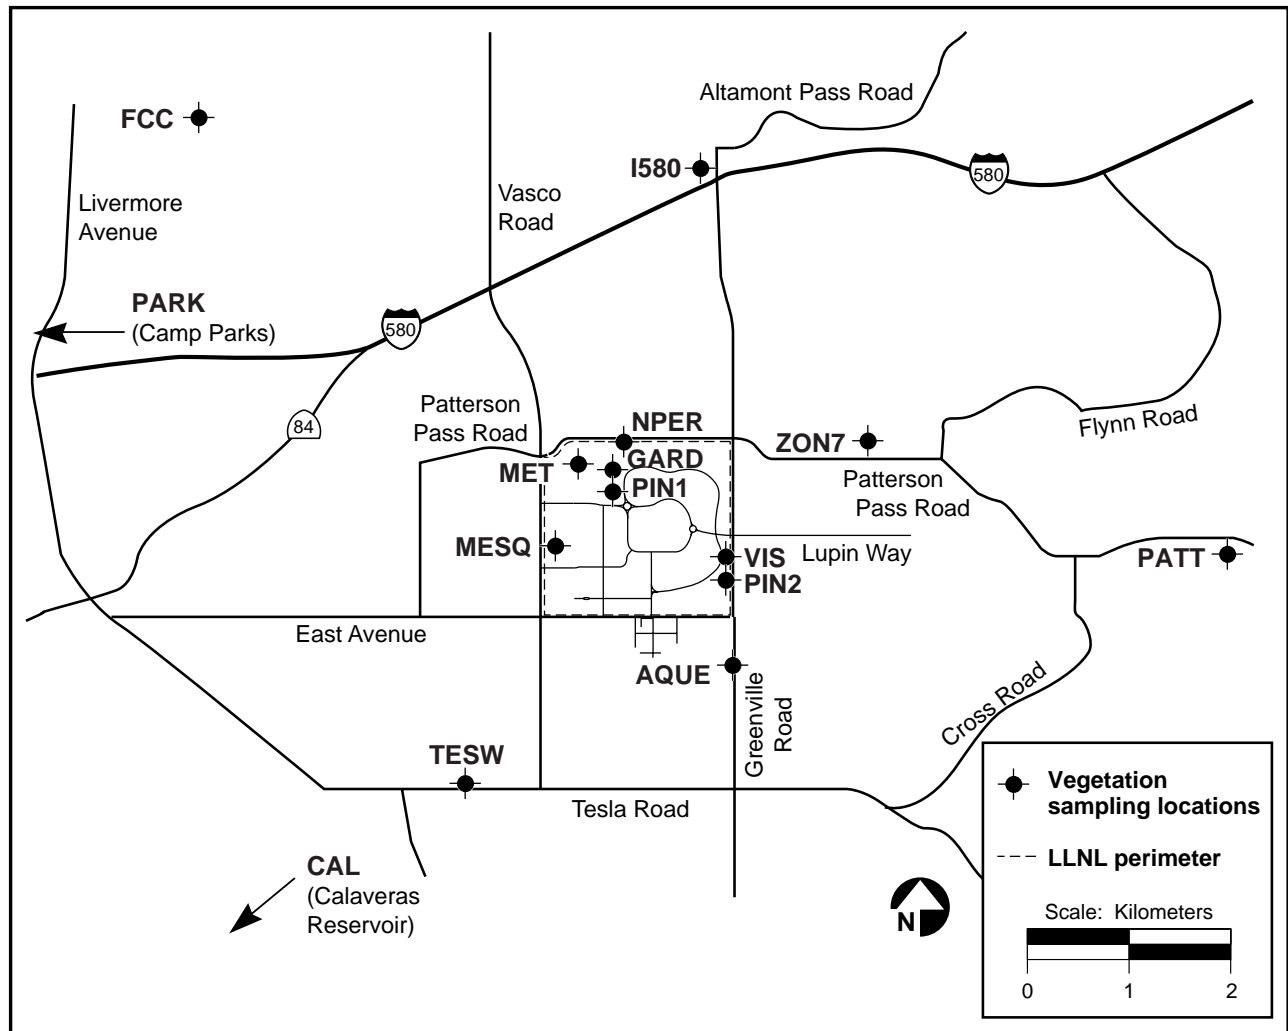 Altamont Pass Road
FCC
I580
580
Livermore
Avenue
Vasco
Road
PARK
(Camp Parks)
580
84
Patterson
Pass Road
NPER
ZON7
Flynn Road
MET
GARD
PIN1
Patterson
Pass Road
MESQ
VIS
Lupin Way
PATT
PIN2
East Avenue
AQUE
Greenville
Road
Cross Road
TESW
Tesla Road
CAL
(Calaveras
Reservoir)
N
Vegetation
sampling locations
LLNL perimeter
Scale: Kilometers
0 1 2